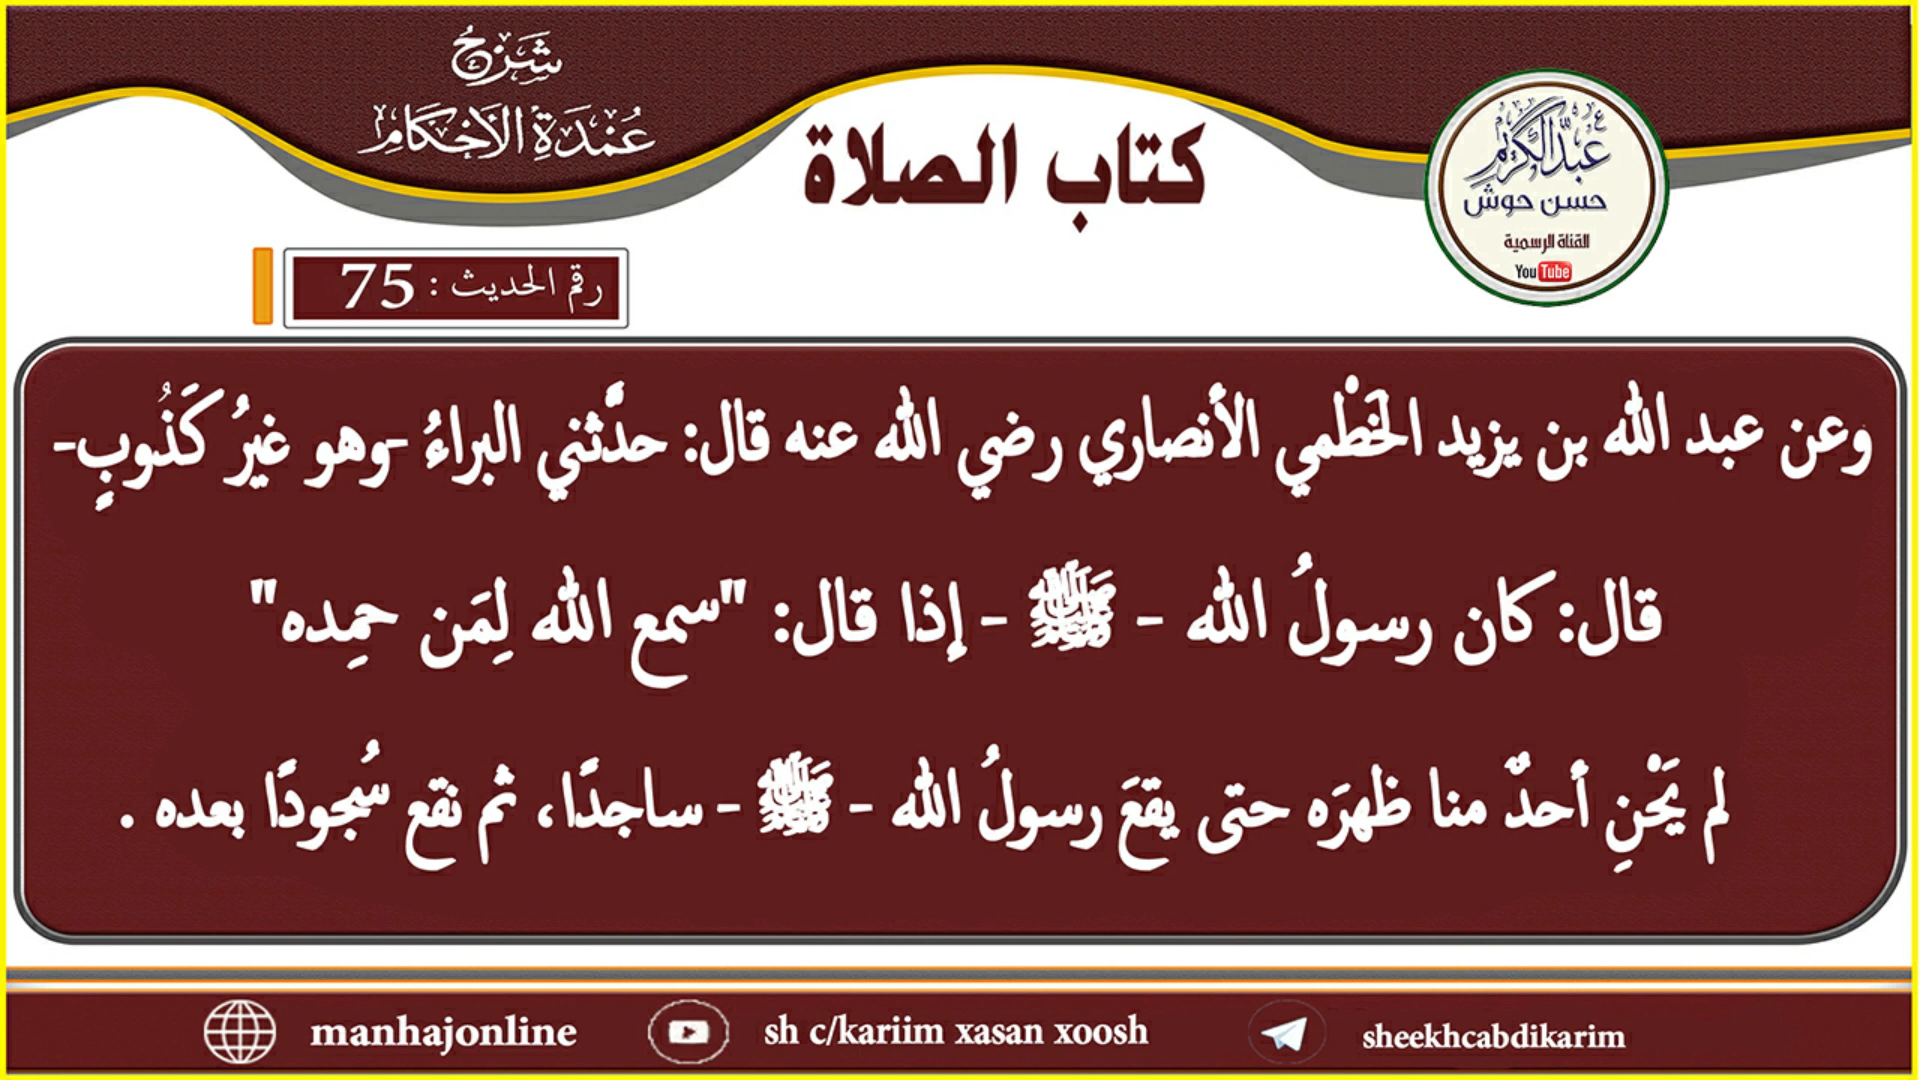 شَرْحُ
عُمْدَةِ الأَحْكَامِ
كتاب الصلاة
عبد الكريم
حسن حوش
القناة الرسمية
YouTube
رقم الحديث : 75
وعن عبد الله بن يزيد الخَطْمي الأنصاري رضي الله عنه قال: حدَّثني البراءُ -وهو غيرُ كَذُوبٍ-
قال: كان رسولُ الله - ﷺ - إذا قال: "سمع الله لِمَن حمِده"
لم يَحْنِ أحدٌ منا ظهرَه حتى يقعَ رسولُ الله - ﷺ - ساجدًا، ثم نقع سُجودًا بعده .
manhajonline
sh c/kariim xasan xoosh
sheekhcabdikarim